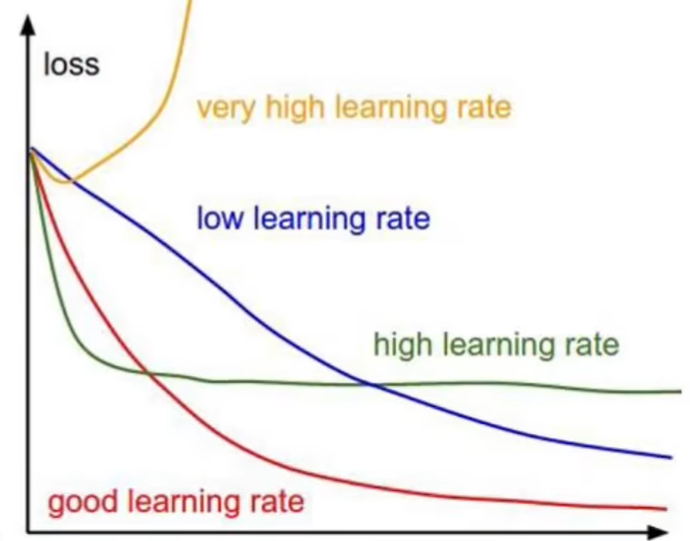 loss
very high learning rate
low learning rate
high learning rate
good learning rate